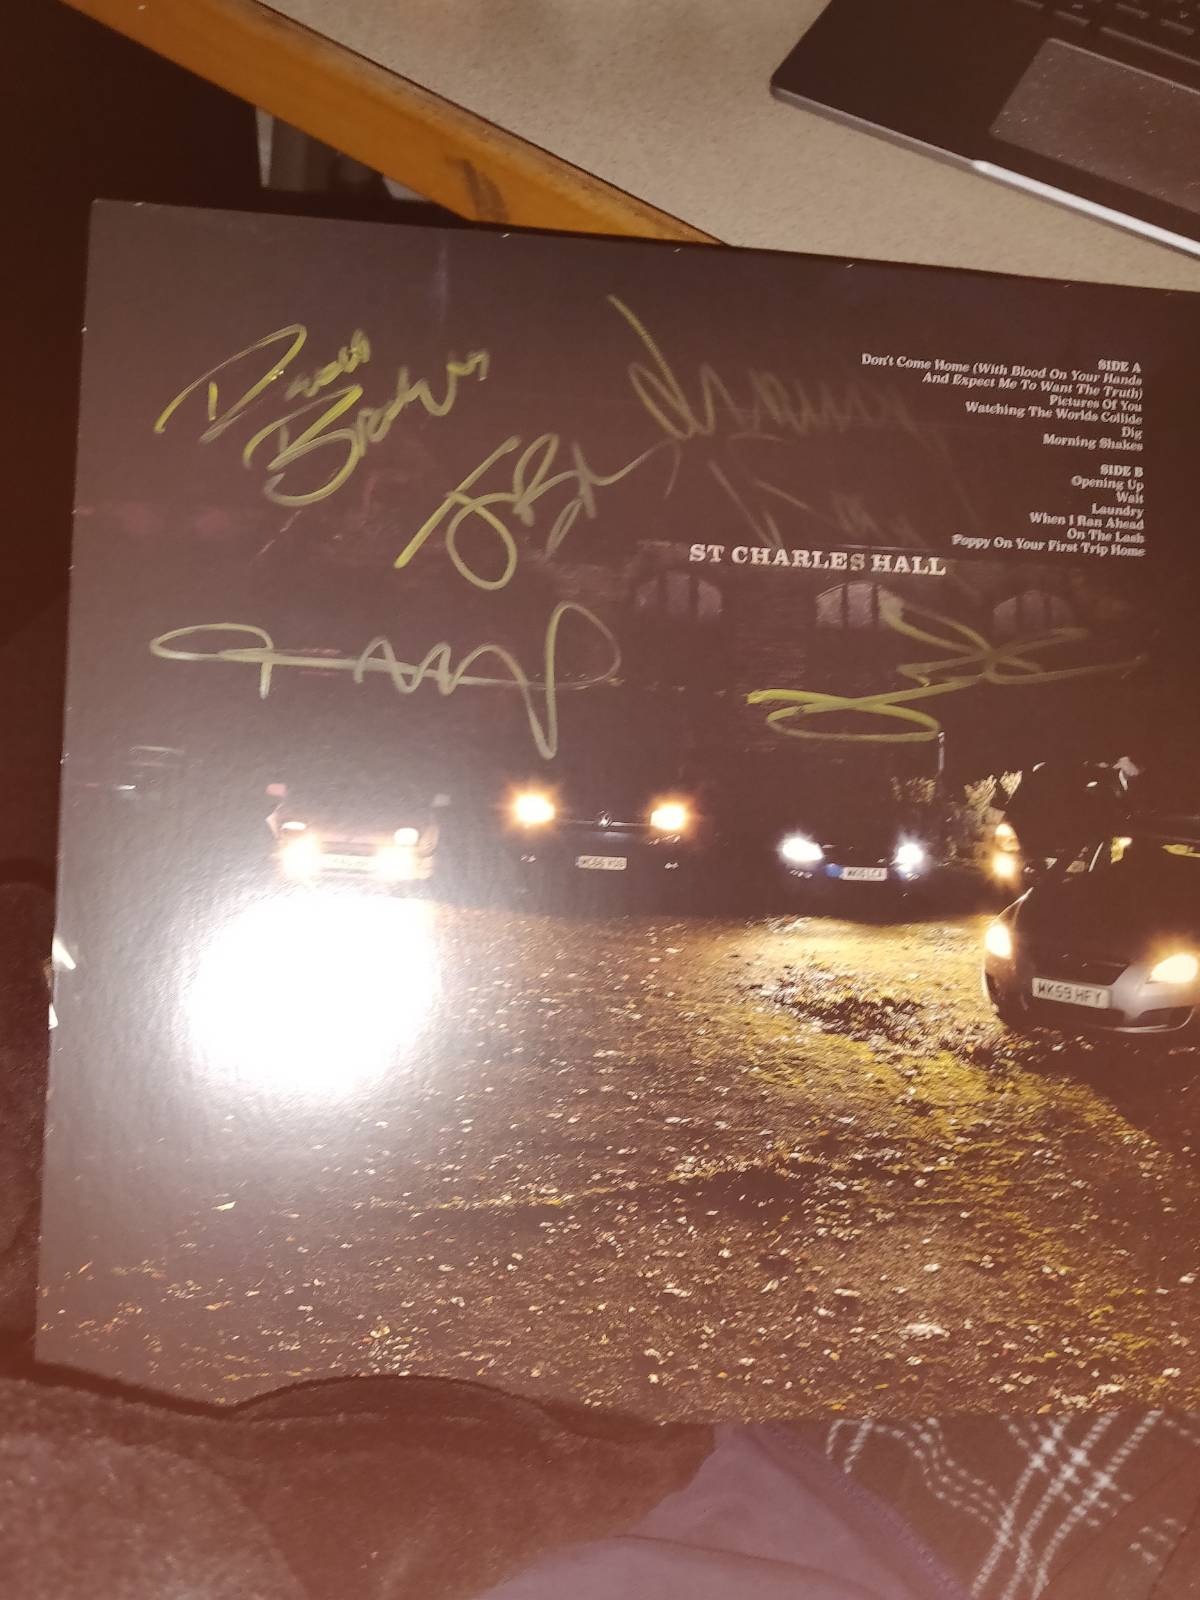 SIDE A
Don't Come Home (With Blood On Your Hands
And Expect Me To Want The Truth)
Pictures Of You
Watching The Worlds Collide
Dig
Morning Shakes
SIDE B
Opening Up
Wait
Laundry
When I Ran Ahead
On The Lash
Poppy On Your First Trip Home
ST CHARLES HALL
MK59 HFY